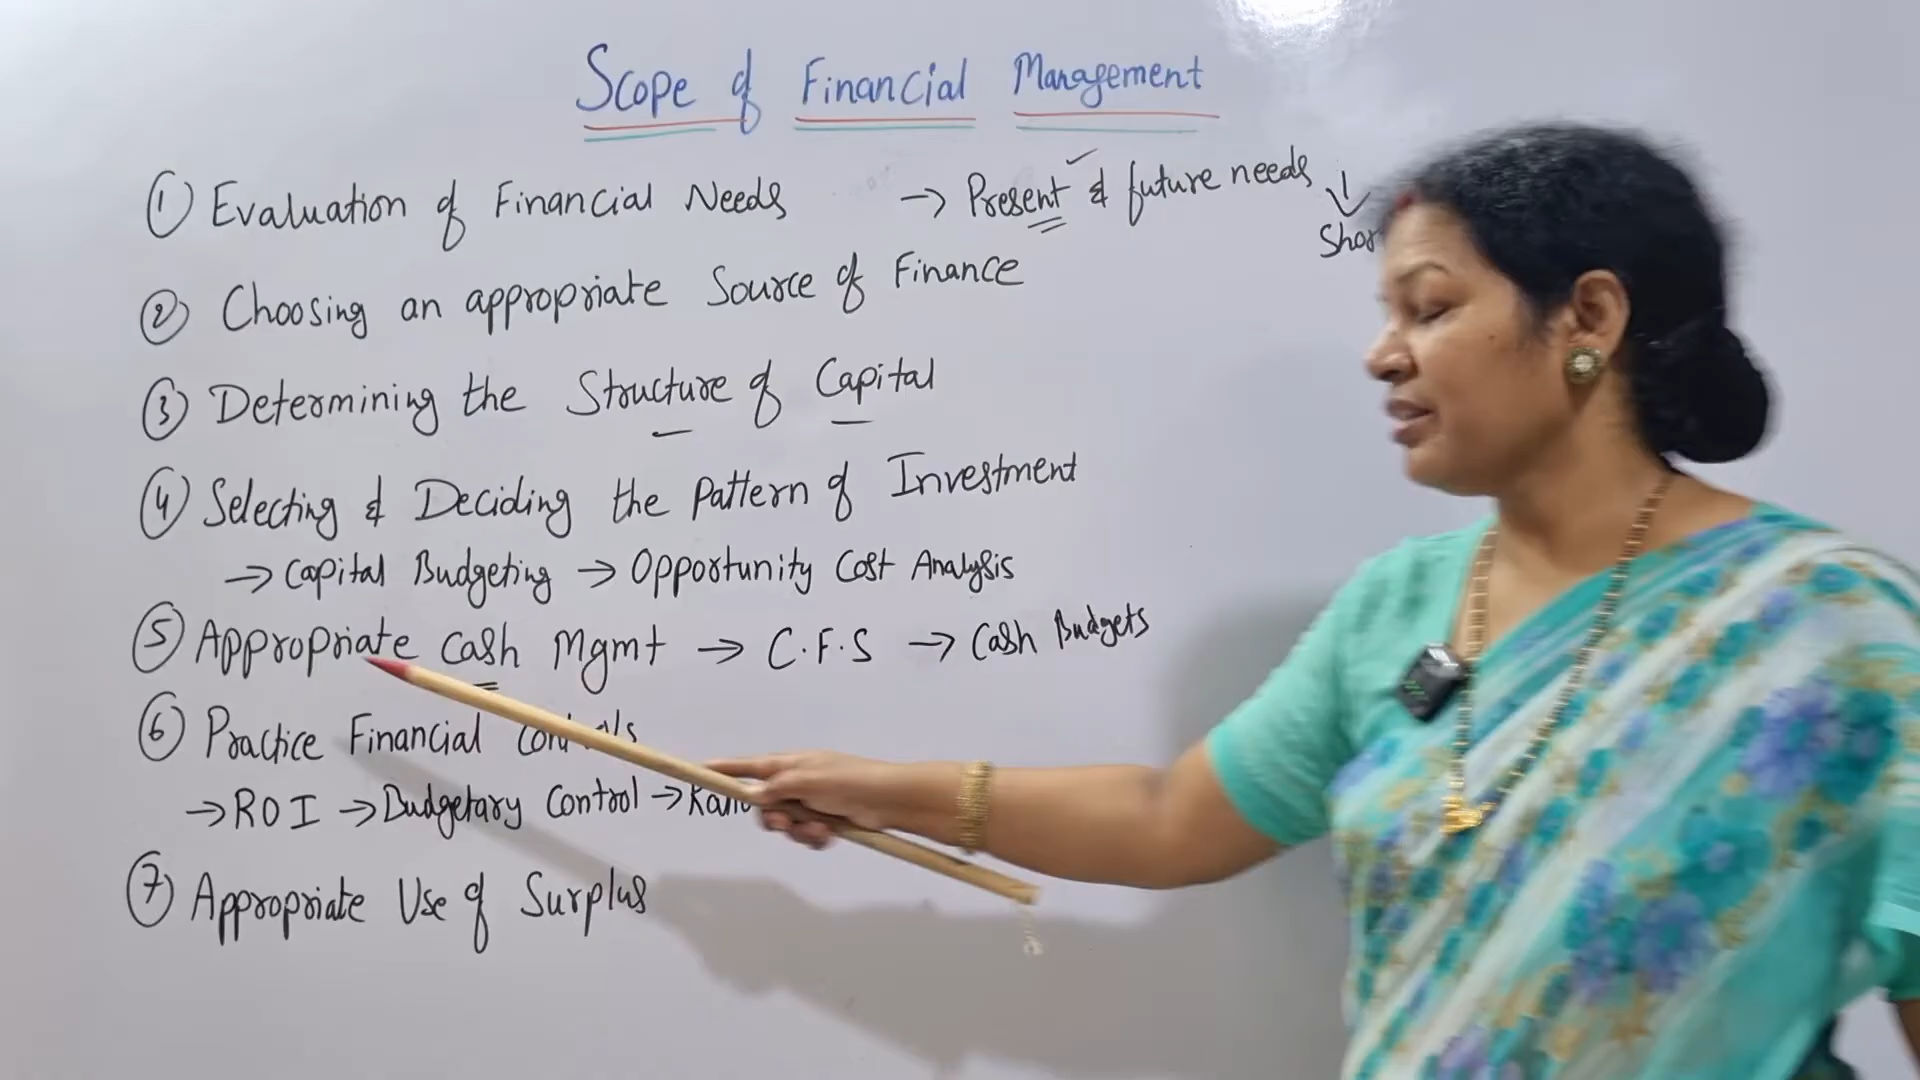 Scope of Financial Management
① Evaluation of Financial Needs → Present & future needs
② Choosing an appropriate Source of Finance
③ Determining the Structure of Capital
④ Selecting & Deciding the Pattern of Investment
→ Capital Budgeting → Opportunity Cost Analysis
⑤ Appropriate Cash Mgmt → C.F.S → Cash Budgets
⑥ Practice Financial
→ ROI → Budgetary Control →
⑦ Appropriate Use of Surplus